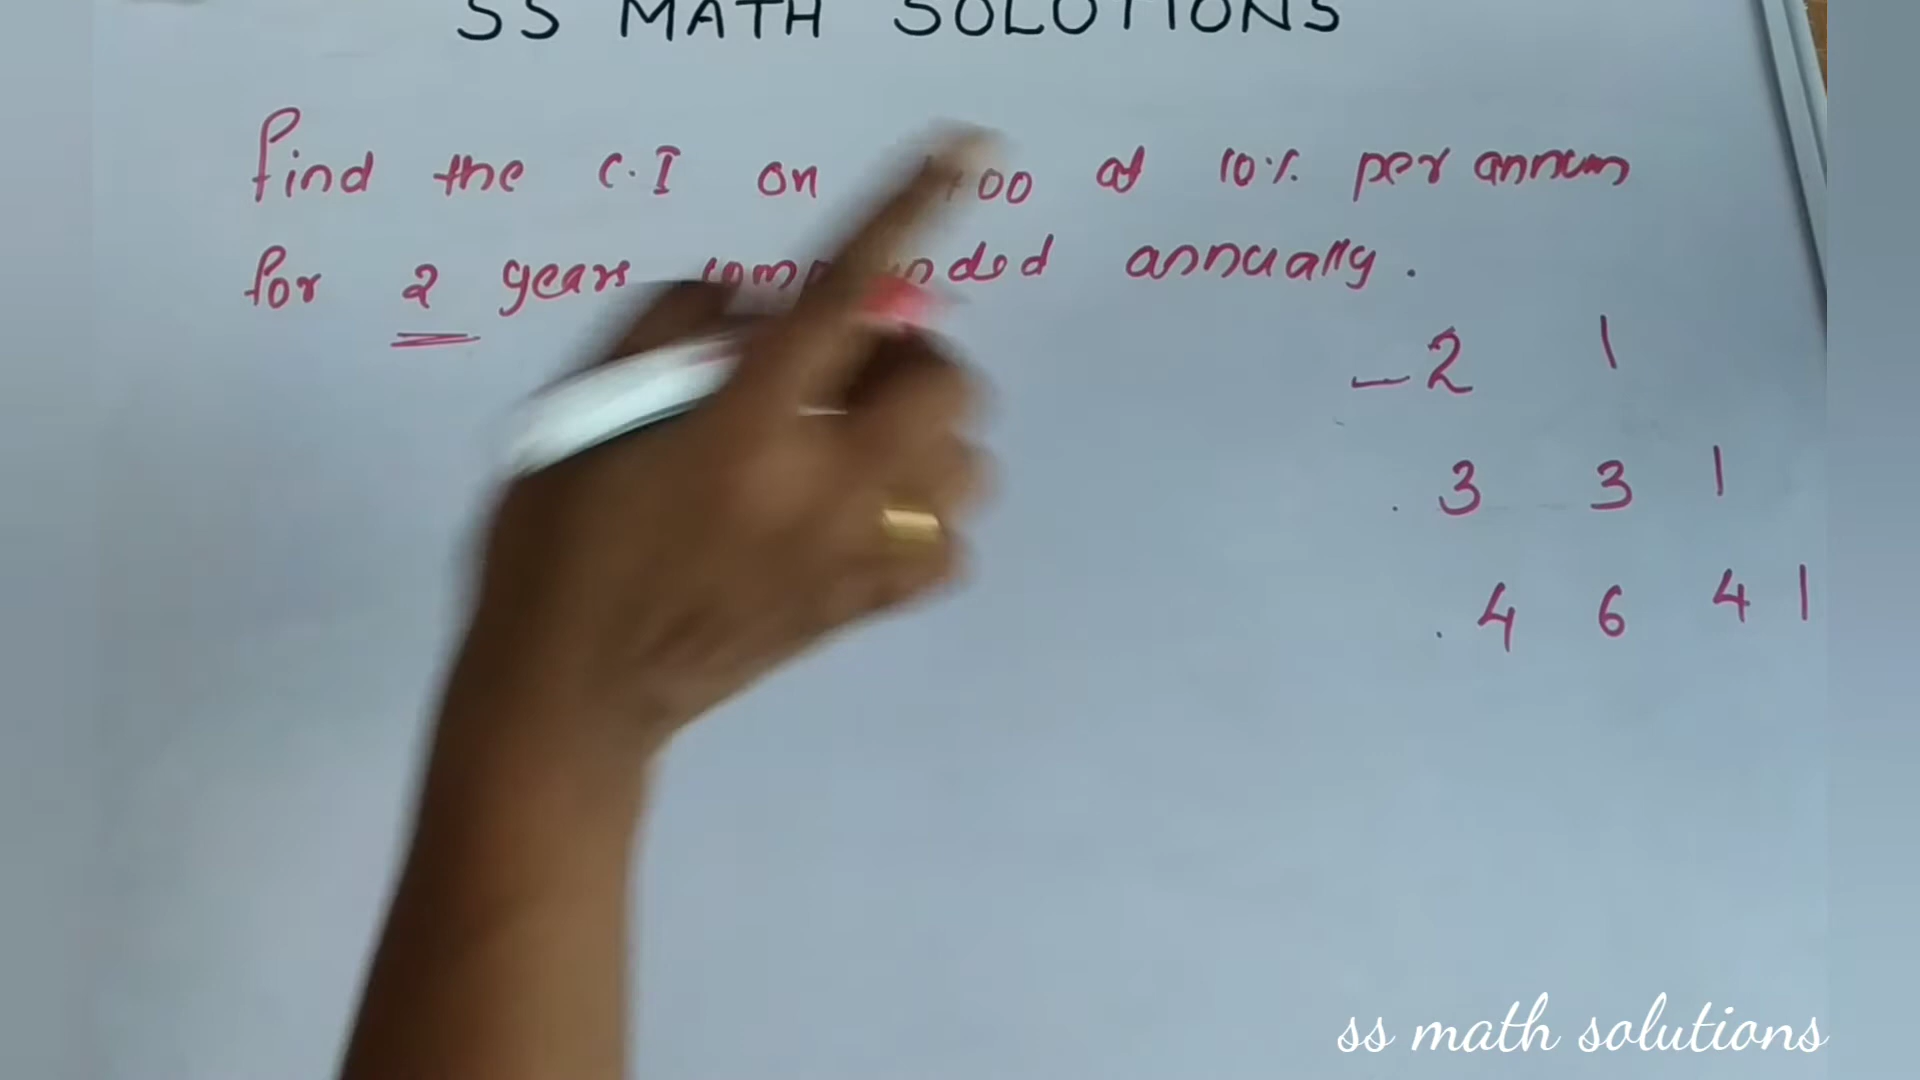 SS MATH SOLUTIONS
find the C.I on 00 at 10% per annum
for 2 years compounded annually.
- 2 1
. 3 3 1
. 4 6 4 1
ss math solutions